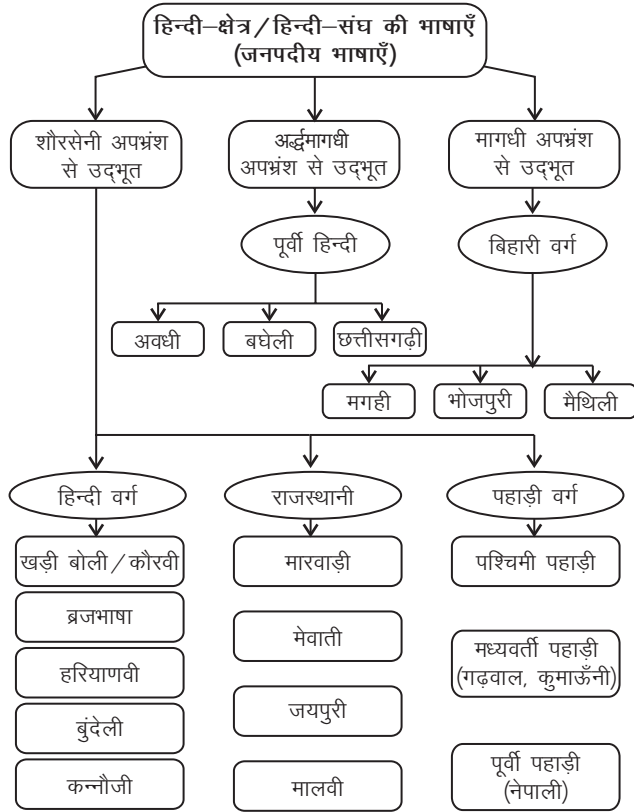 हिन्दी–क्षेत्र/हिन्दी-संघ की भाषाएँ
(जनपदीय भाषाएँ)
शौरसेनी अपभ्रंश
से उद्भूत
अर्द्धमागधी
अपभ्रंश से उद्भूत
मागधी अपभ्रंश
से उद्भूत
पूर्वी हिन्दी
बिहारी वर्ग
अवधी
बघेली
छत्तीसगढ़ी
मगही
भोजपुरी
मैथिली
हिन्दी वर्ग
राजस्थानी
पहाड़ी वर्ग
खड़ी बोली/कौरवी
मारवाड़ी
पश्चिमी पहाड़ी
ब्रजभाषा
मेवाती
मध्यवर्ती पहाड़ी
(गढ़वाल, कुमाऊँनी)
हरियाणवी
जयपुरी
बुंदेली
पूर्वी पहाड़ी
(नेपाली)
कन्नौजी
मालवी